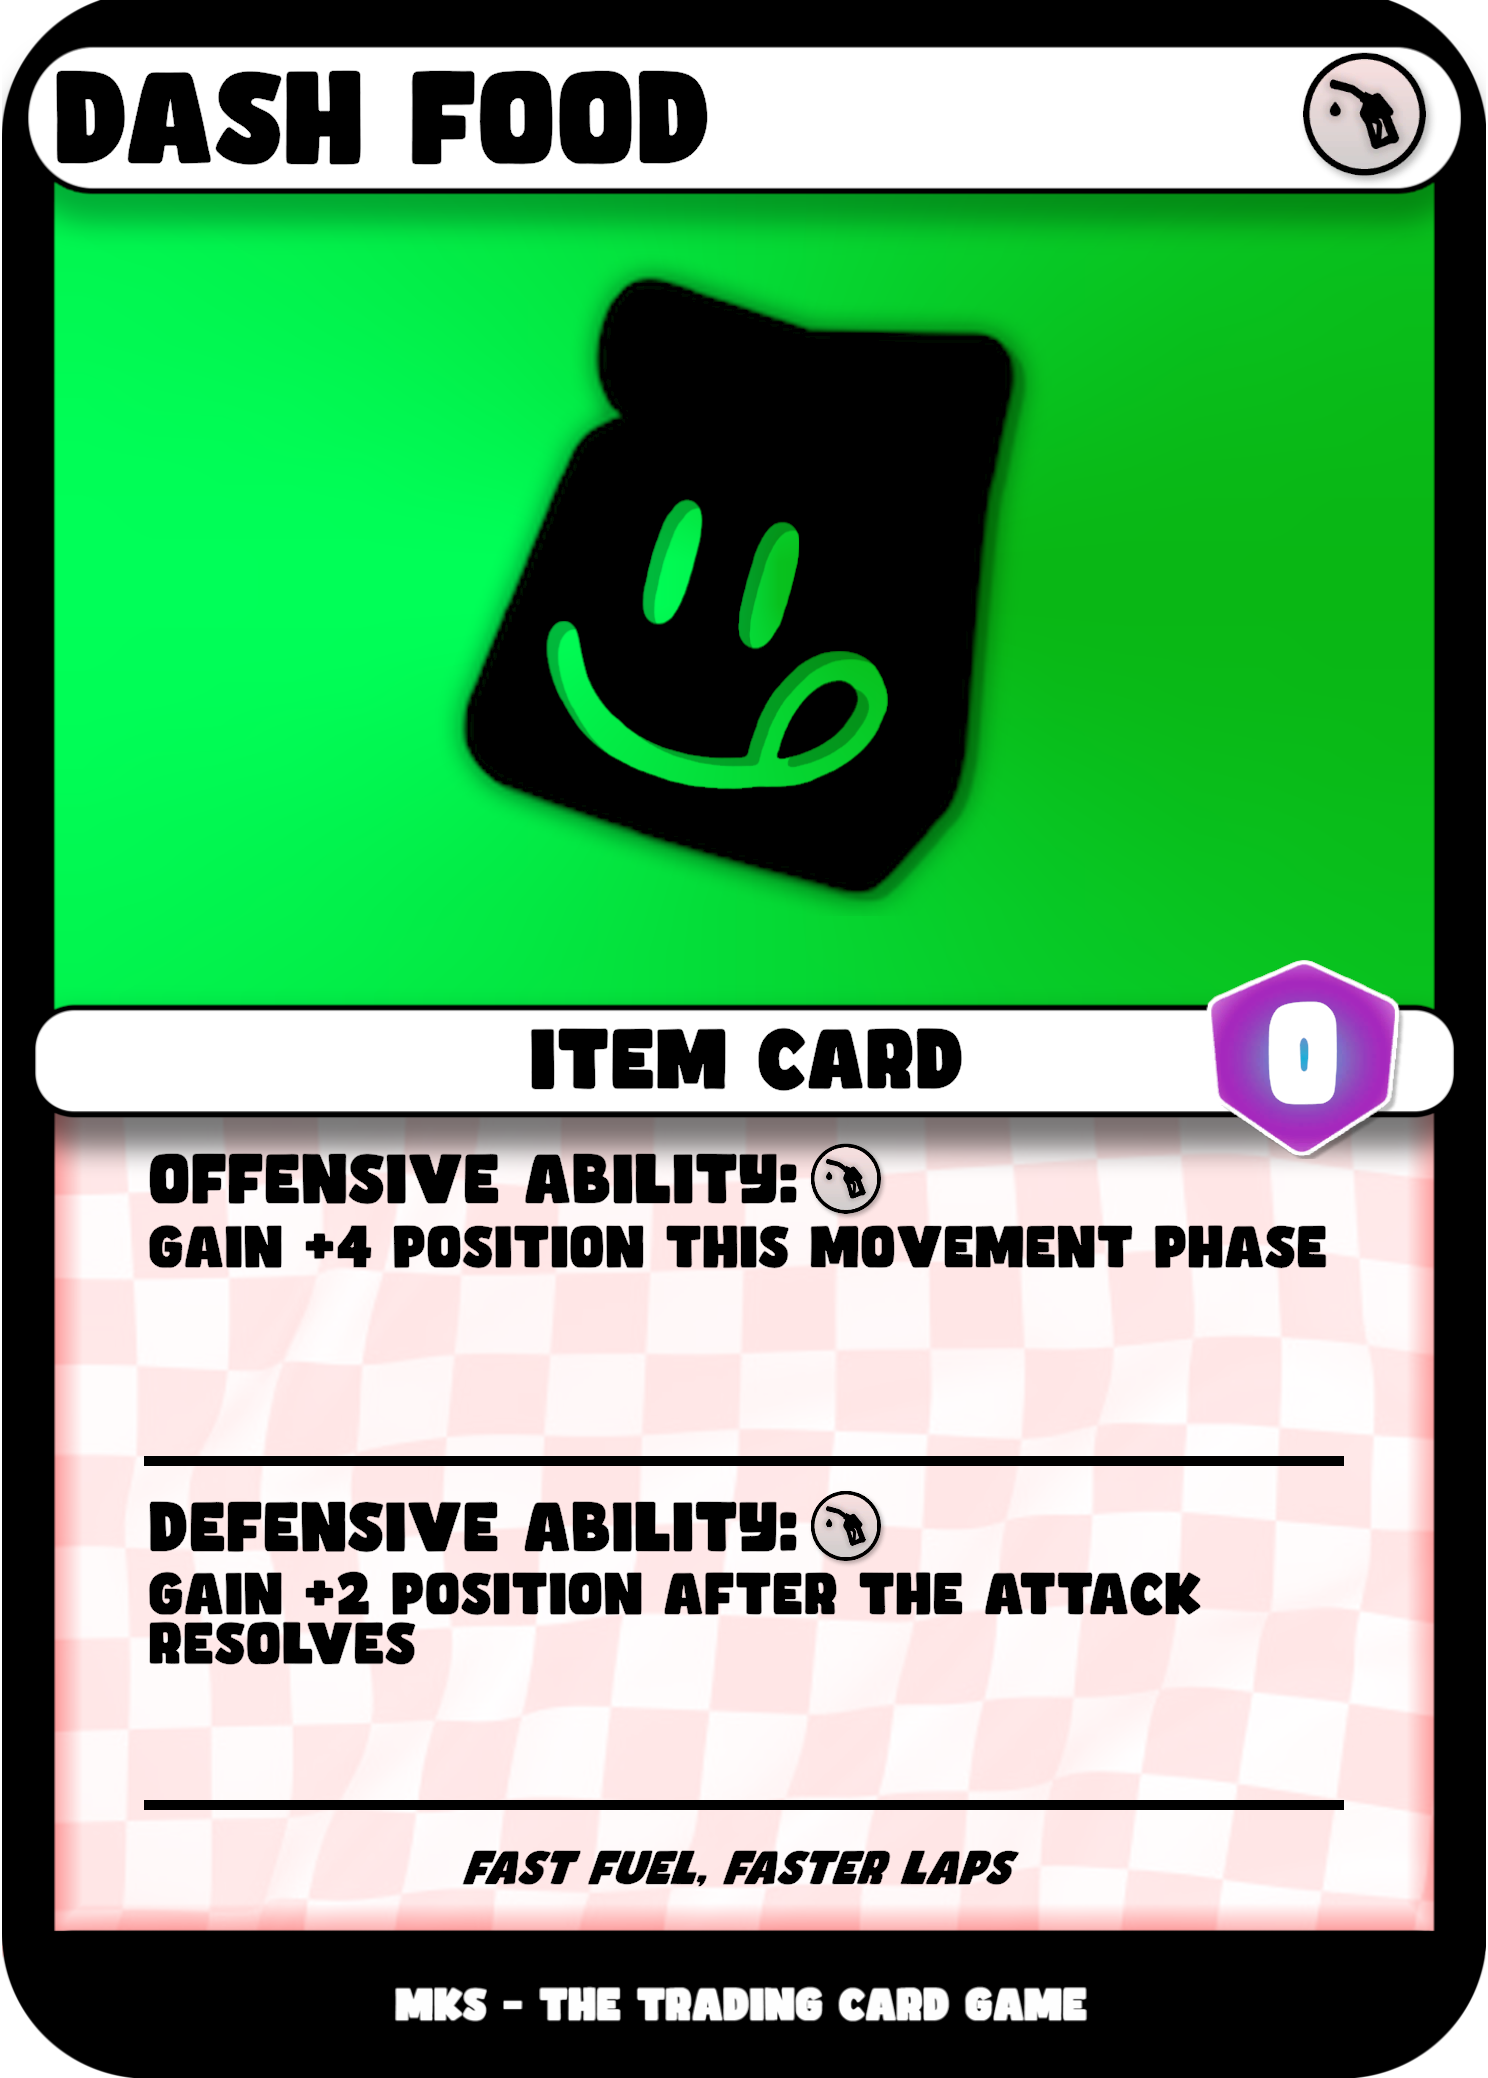 DASH FOOD
ITEM CARD
0
OFFENSIVE ABILITY:
GAIN +4 POSITION THIS MOVEMENT PHASE
DEFENSIVE ABILITY:
GAIN +2 POSITION AFTER THE ATTACK
RESOLVES
FAST FUEL, FASTER LAPS
MKS - THE TRADING CARD GAME